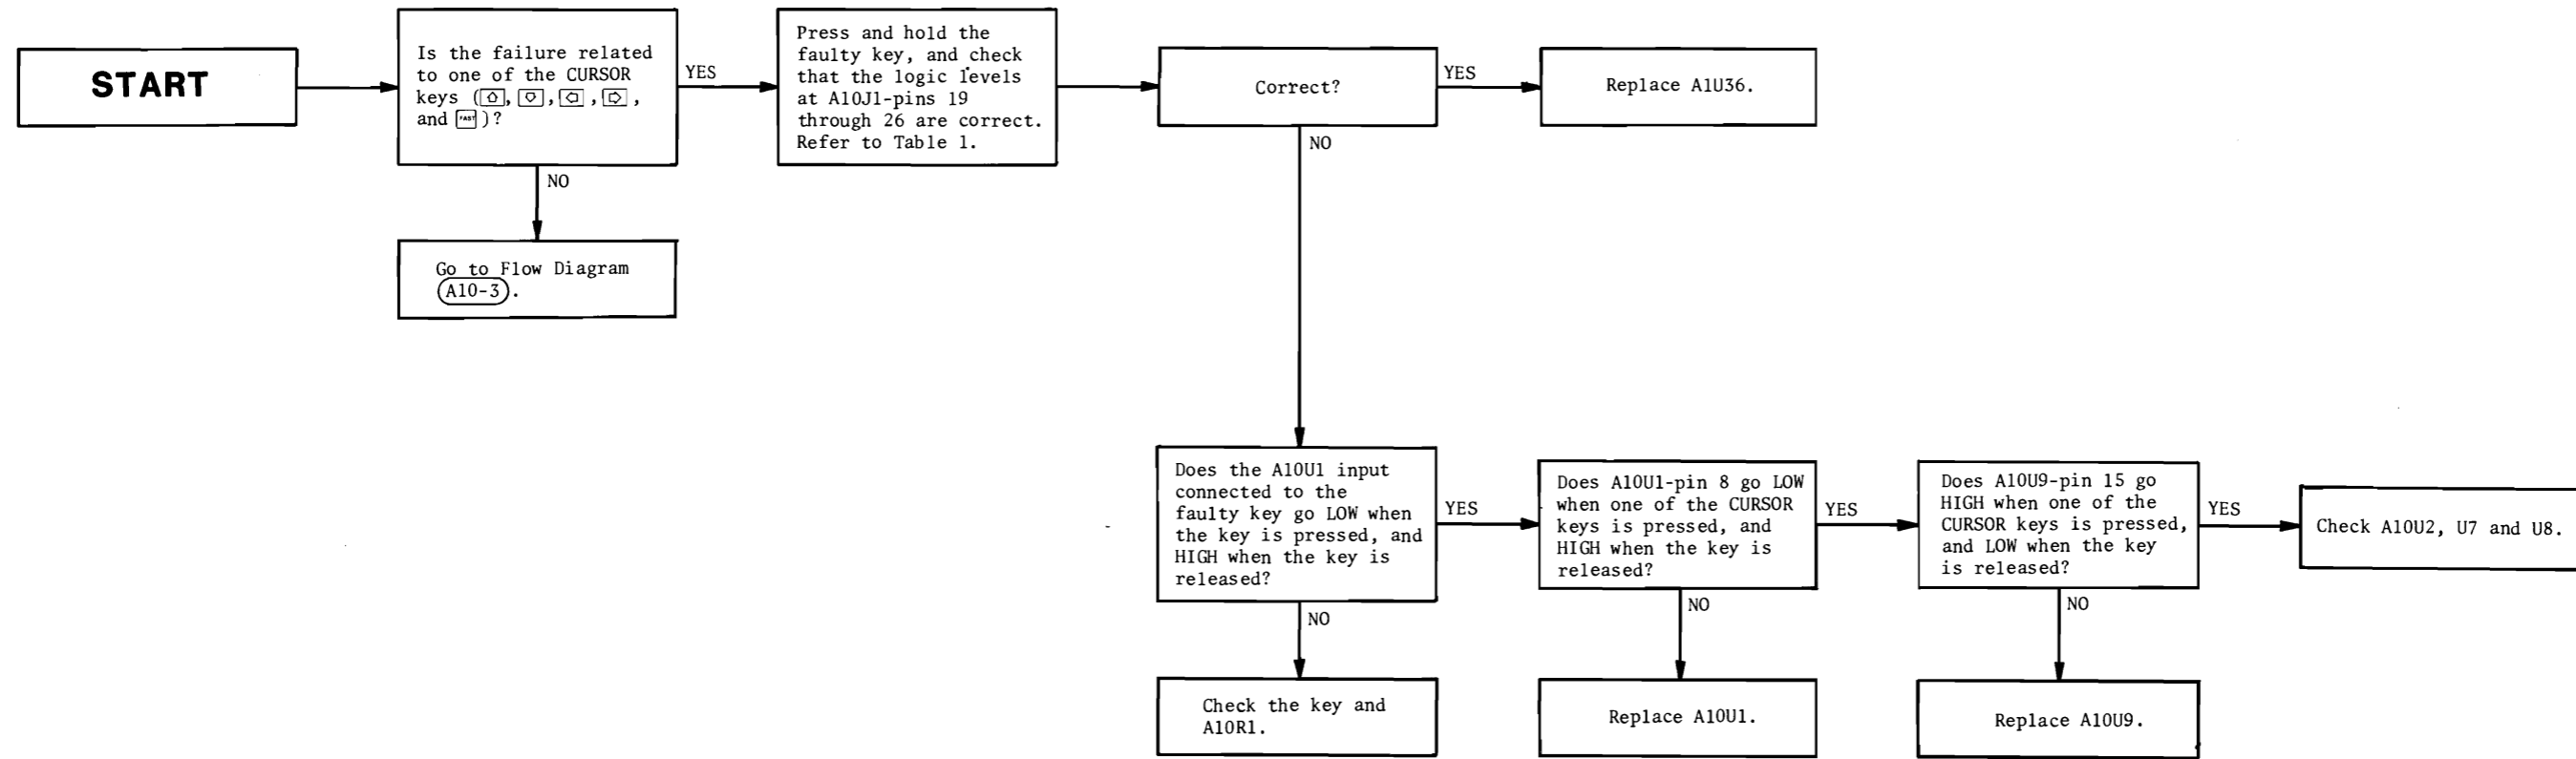 START
Is the failure related
to one of the CURSOR
keys (⇧, ⇩, ⇦, ⇨,
and FAST)?
YES
NO
Go to Flow Diagram
A10-3.
Press and hold the
faulty key, and check
that the logic levels
at A10J1-pins 19
through 26 are correct.
Refer to Table 1.
Correct?
YES
NO
Replace A1U36.
Does the A10U1 input
connected to the
faulty key go LOW when
the key is pressed, and
HIGH when the key is
released?
YES
NO
Check the key and
A10R1.
Does A10U1-pin 8 go LOW
when one of the CURSOR
keys is pressed, and
HIGH when the key is
released?
YES
NO
Replace A10U1.
Does A10U9-pin 15 go
HIGH when one of the
CURSOR keys is pressed,
and LOW when the key
is released?
YES
NO
Replace A10U9.
Check A10U2, U7 and U8.